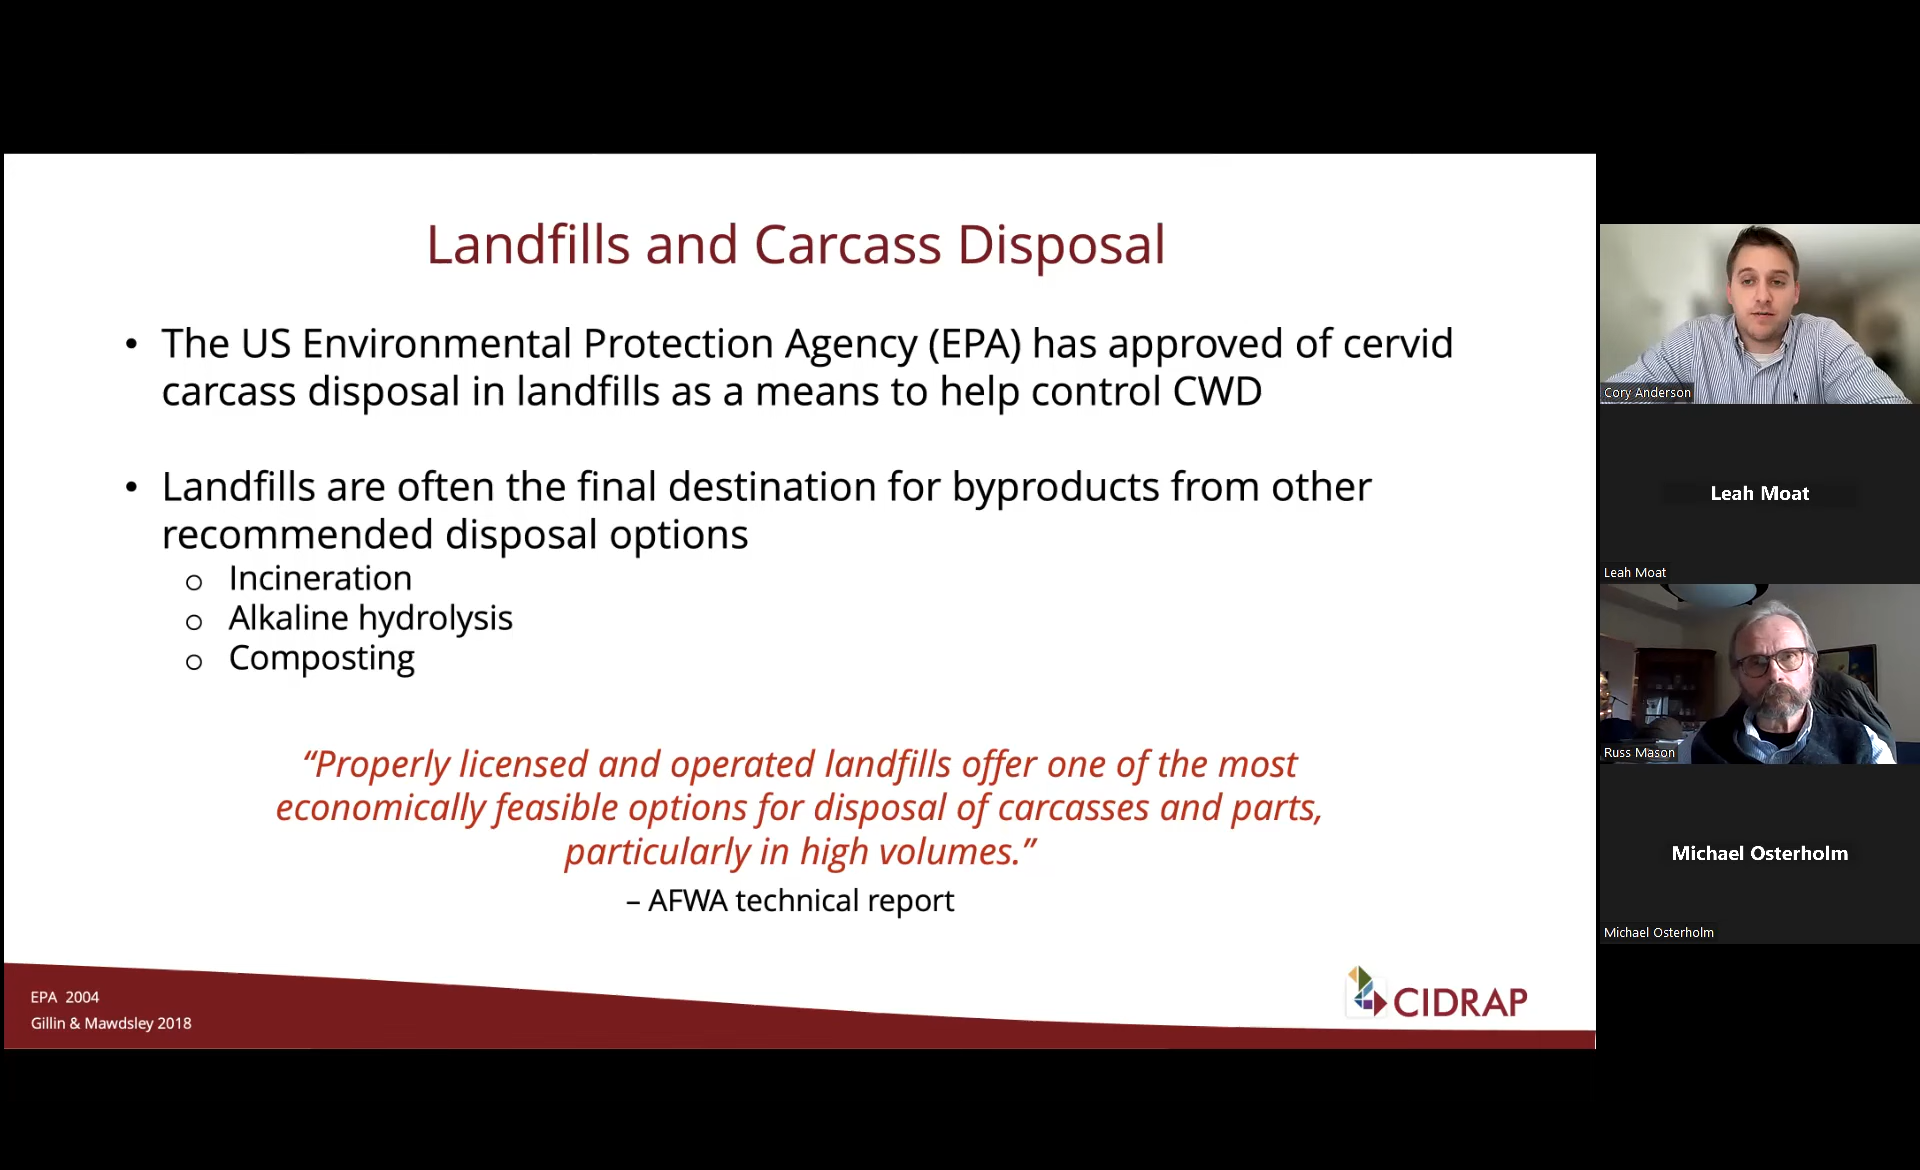 Landfills and Carcass Disposal
• The US Environmental Protection Agency (EPA) has approved of cervid
carcass disposal in landfills as a means to help control CWD
• Landfills are often the final destination for byproducts from other
recommended disposal options
o Incineration
o Alkaline hydrolysis
o Composting
“Properly licensed and operated landfills offer one of the most
economically feasible options for disposal of carcasses and parts,
particularly in high volumes.”
– AFWA technical report
EPA 2004
Gillin & Mawdsley 2018
CIDRAP
Cory Anderson
Leah Moat
Leah Moat
Russ Mason
Michael Osterholm
Michael Osterholm